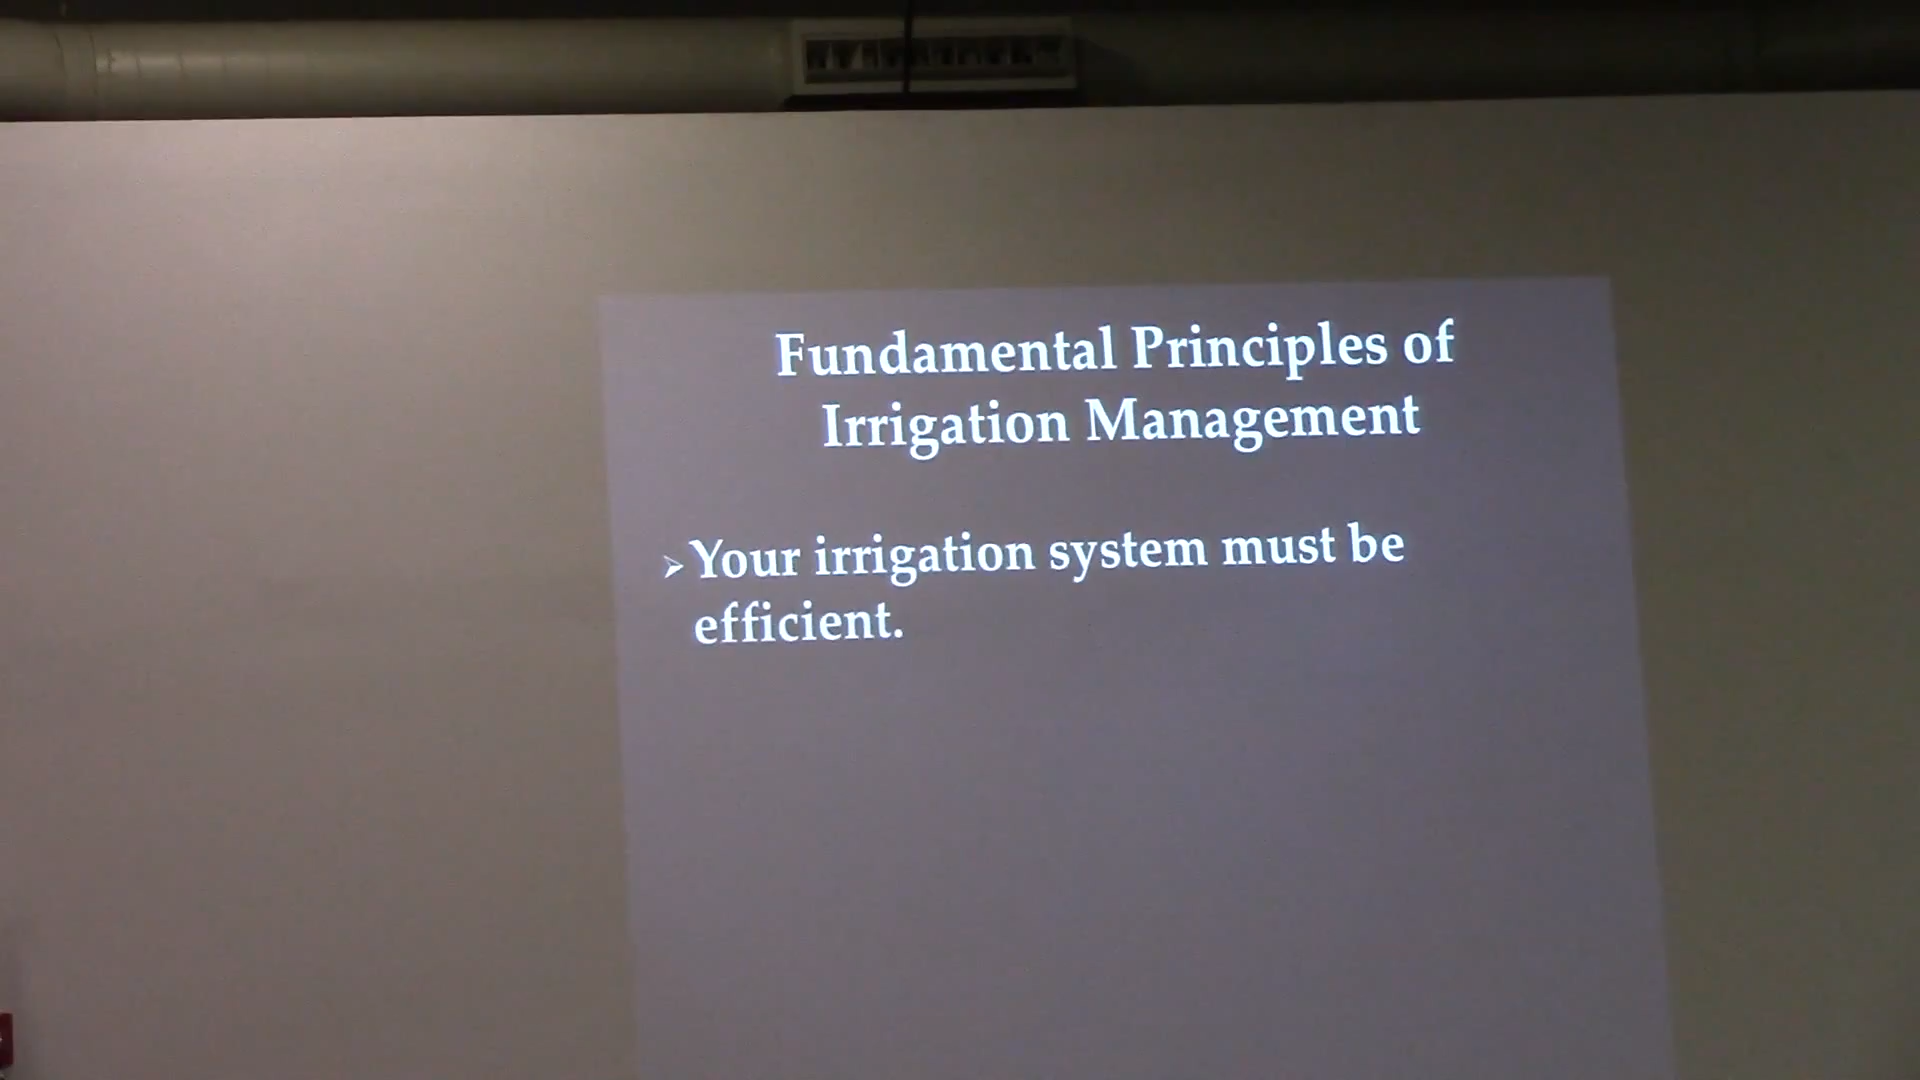 Fundamental Principles of
Irrigation Management
➢Your irrigation system must be
efficient.